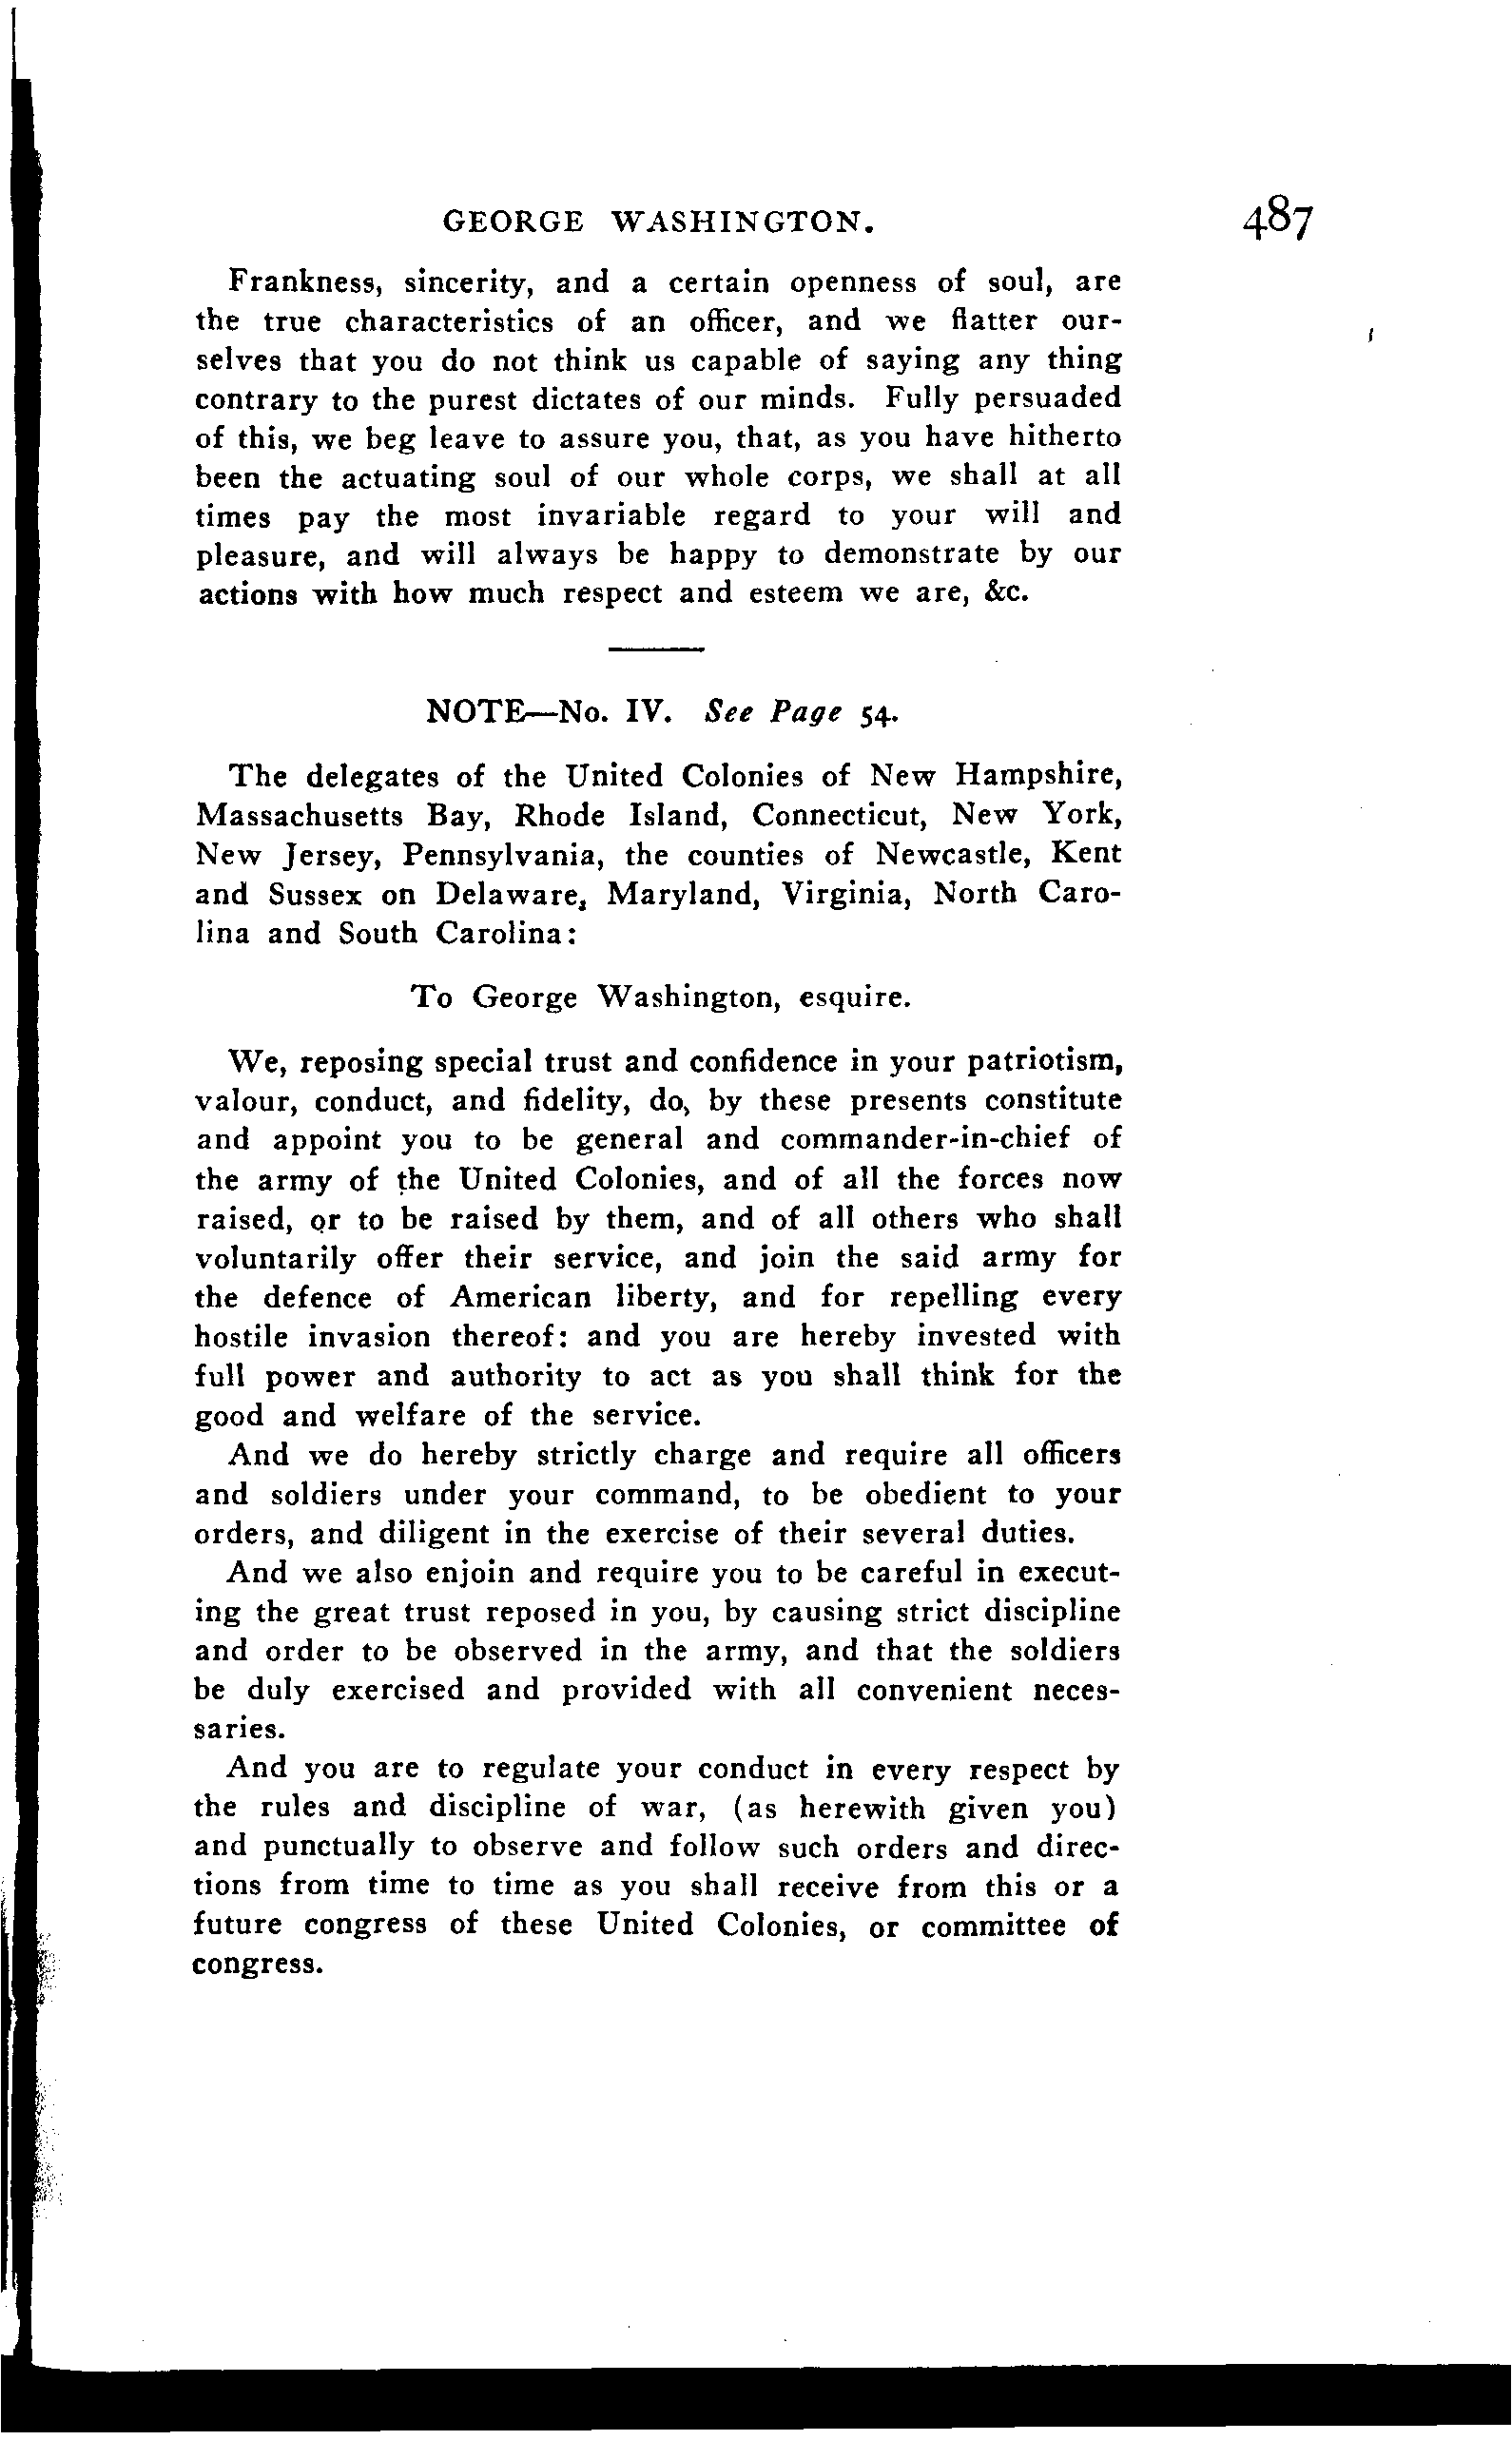 GEORGE WASHINGTON. 487
Frankness, sincerity, and a certain openness of soul, are
the true characteristics of an officer, and we flatter our-
selves that you do not think us capable of saying any thing
contrary to the purest dictates of our minds. Fully persuaded
of this, we beg leave to assure you, that, as you have hitherto
been the actuating soul of our whole corps, we shall at all
times pay the most invariable regard to your will and
pleasure, and will always be happy to demonstrate by our
actions with how much respect and esteem we are, &c.
NOTE—No. IV. See Page 54.
The delegates of the United Colonies of New Hampshire,
Massachusetts Bay, Rhode Island, Connecticut, New York,
New Jersey, Pennsylvania, the counties of Newcastle, Kent
and Sussex on Delaware, Maryland, Virginia, North Caro-
lina and South Carolina:
To George Washington, esquire.
We, reposing special trust and confidence in your patriotism,
valour, conduct, and fidelity, do, by these presents constitute
and appoint you to be general and commander-in-chief of
the army of the United Colonies, and of all the forces now
raised, or to be raised by them, and of all others who shall
voluntarily offer their service, and join the said army for
the defence of American liberty, and for repelling every
hostile invasion thereof: and you are hereby invested with
full power and authority to act as you shall think for the
good and welfare of the service.
And we do hereby strictly charge and require all officers
and soldiers under your command, to be obedient to your
orders, and diligent in the exercise of their several duties.
And we also enjoin and require you to be careful in execut-
ing the great trust reposed in you, by causing strict discipline
and order to be observed in the army, and that the soldiers
be duly exercised and provided with all convenient neces-
saries.
And you are to regulate your conduct in every respect by
the rules and discipline of war, (as herewith given you)
and punctually to observe and follow such orders and direc-
tions from time to time as you shall receive from this or a
future congress of these United Colonies, or committee of
congress.